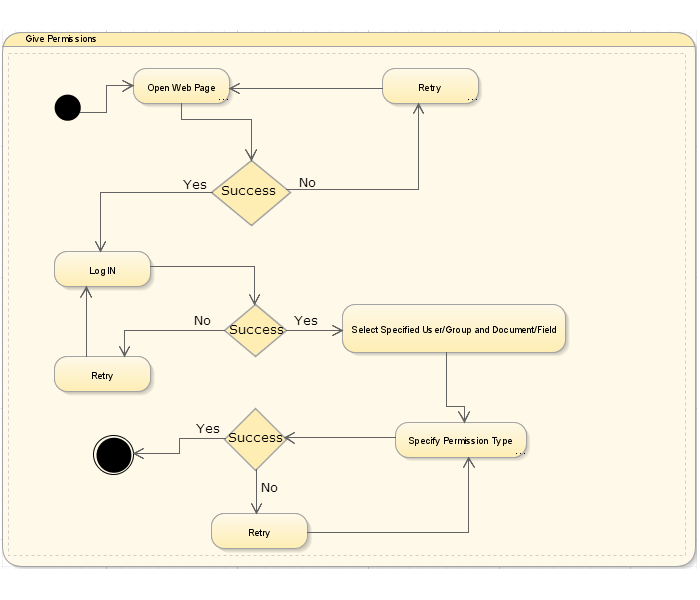 Give Permissions
Open Web Page
...
Retry
...
Success
Yes
No
Log IN
Success
No
Yes
Select Specified User/Group and Document/Field
Retry
Specify Permission Type
...
Success
Yes
No
Retry